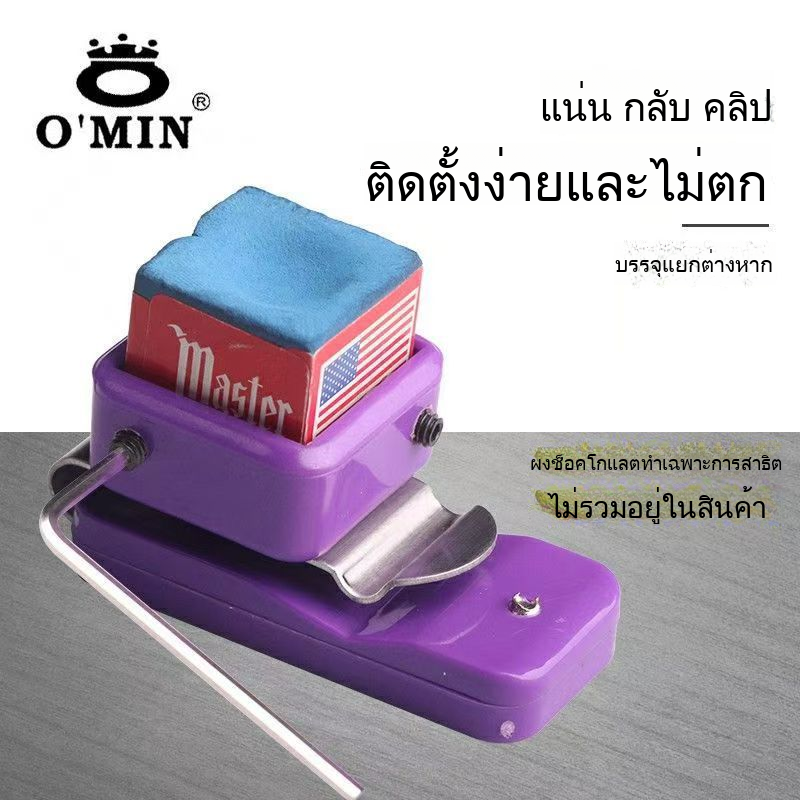 O'MIN ®
แน่น กลับ คลิป
ติดตั้งง่ายและไม่ตก
บรรจุแยกต่างหาก
Master
ผงช็อคโกแลตทำเฉพาะการสาธิต
ไม่รวมอยู่ในสินค้า